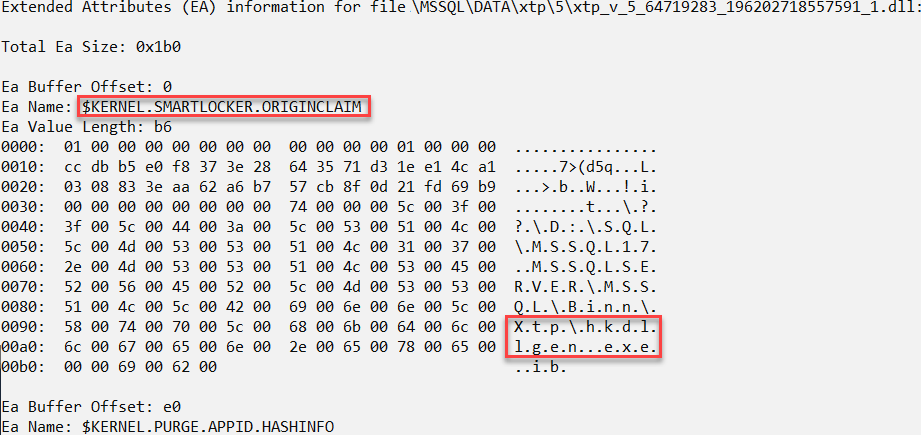 Extended Attributes (EA) information for file \MSSQL\DATA\xtp\5\xtp_v_5_64719283_196202718557591_1.dll:
Total Ea Size: 0x1b0
Ea Buffer Offset: 0
Ea Name: $KERNEL.SMARTLOCKER.ORIGINCLAIM
Ea Value Length: b6
0000:  01 00 00 00 00 00 00 00  00 00 00 00 01 00 00 00  ................
0010:  cc db b5 e0 f8 37 3e 28  64 35 71 d3 1e e1 4c a1  .....7>(d5q...L.
0020:  03 08 83 3e aa 62 a6 b7  57 cb 8f 0d 21 fd 69 b9  ...>.b..W...!.i.
0030:  00 00 00 00 00 00 00 00  74 00 00 00 5c 00 3f 00  ........t...\.?.
0040:  3f 00 5c 00 44 00 3a 00  5c 00 53 00 51 00 4c 00  ?.\.D.:.\.S.Q.L.
0050:  5c 00 4d 00 53 00 53 00  51 00 4c 00 31 00 37 00  \.M.S.S.Q.L.1.7.
0060:  2e 00 4d 00 53 00 53 00  51 00 4c 00 53 00 45 00  ..M.S.S.Q.L.S.E.
0070:  52 00 56 00 45 00 52 00  5c 00 4d 00 53 00 53 00  R.V.E.R.\.M.S.S.
0080:  51 00 4c 00 5c 00 42 00  69 00 6e 00 6e 00 5c 00  Q.L.\.B.i.n.n.\.
0090:  58 00 74 00 70 00 5c 00  68 00 6b 00 64 00 6c 00  X.t.p.\.h.k.d.l.
00a0:  6c 00 67 00 65 00 6e 00  2e 00 65 00 78 00 65 00  l.g.e.n...e.x.e.
00b0:  00 00 69 00 62 00  ..i.b.
Ea Buffer Offset: e0
Ea Name: $KERNEL.PURGE.APPID.HASHINFO